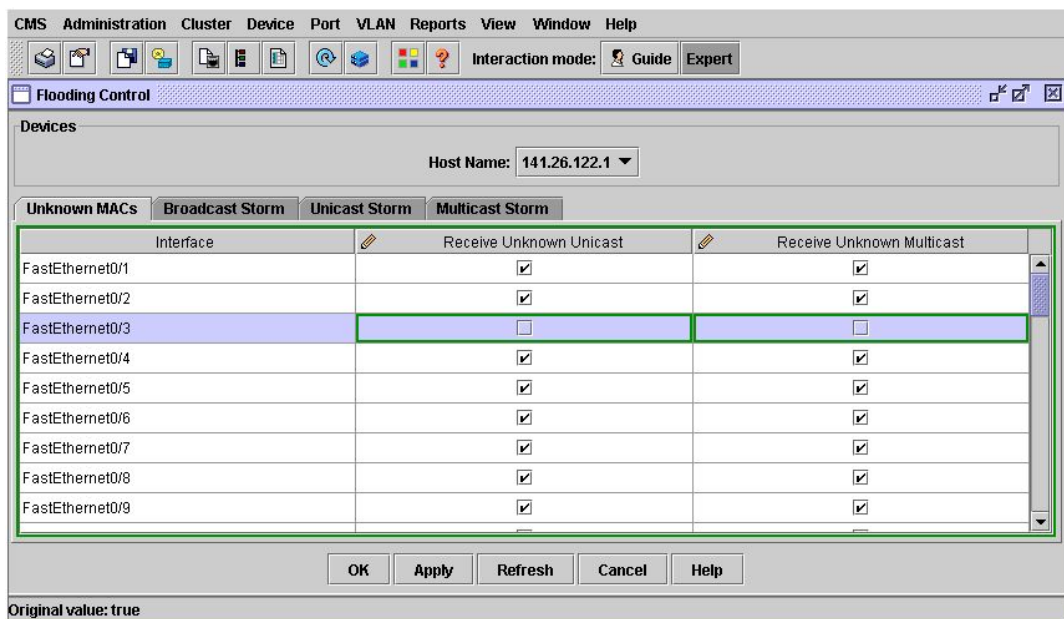 CMS Administration Cluster Device Port VLAN Reports View Window Help
Interaction mode: Guide Expert
Flooding Control
Devices
Host Name: 141.26.122.1
Unknown MACs Broadcast Storm Unicast Storm Multicast Storm
Interface Receive Unknown Unicast Receive Unknown Multicast
FastEthernet0/1
FastEthernet0/2
FastEthernet0/3
FastEthernet0/4
FastEthernet0/5
FastEthernet0/6
FastEthernet0/7
FastEthernet0/8
FastEthernet0/9
OK Apply Refresh Cancel Help
Original value: true